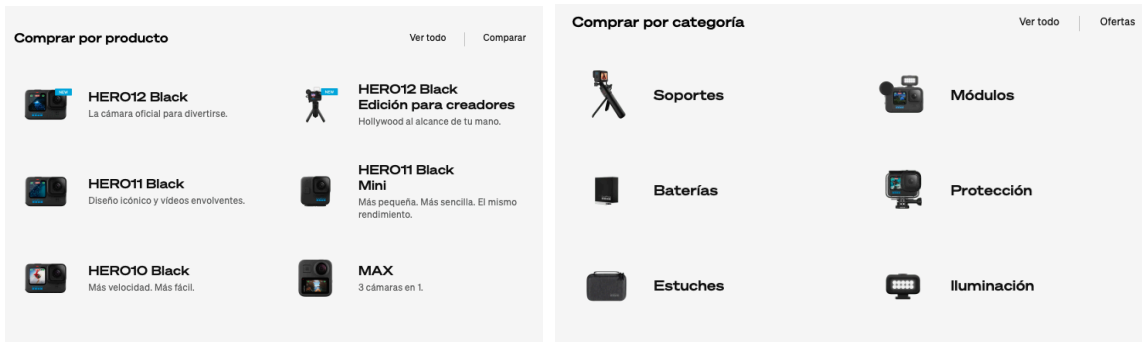 Comprar por producto
Ver todo
Comparar
NEW
HERO12 Black
La cámara oficial para divertirse.
NEW
HERO12 Black
Edición para creadores
Hollywood al alcance de tu mano.
HERO11 Black
Diseño icónico y vídeos envolventes.
HERO11 Black
Mini
Más pequeña. Más sencilla. El mismo
rendimiento.
HERO10 Black
Más velocidad. Más fácil.
MAX
3 cámaras en 1.
Comprar por categoría
Ver todo
Ofertas
Soportes
Módulos
Baterías
Protección
Estuches
Iluminación